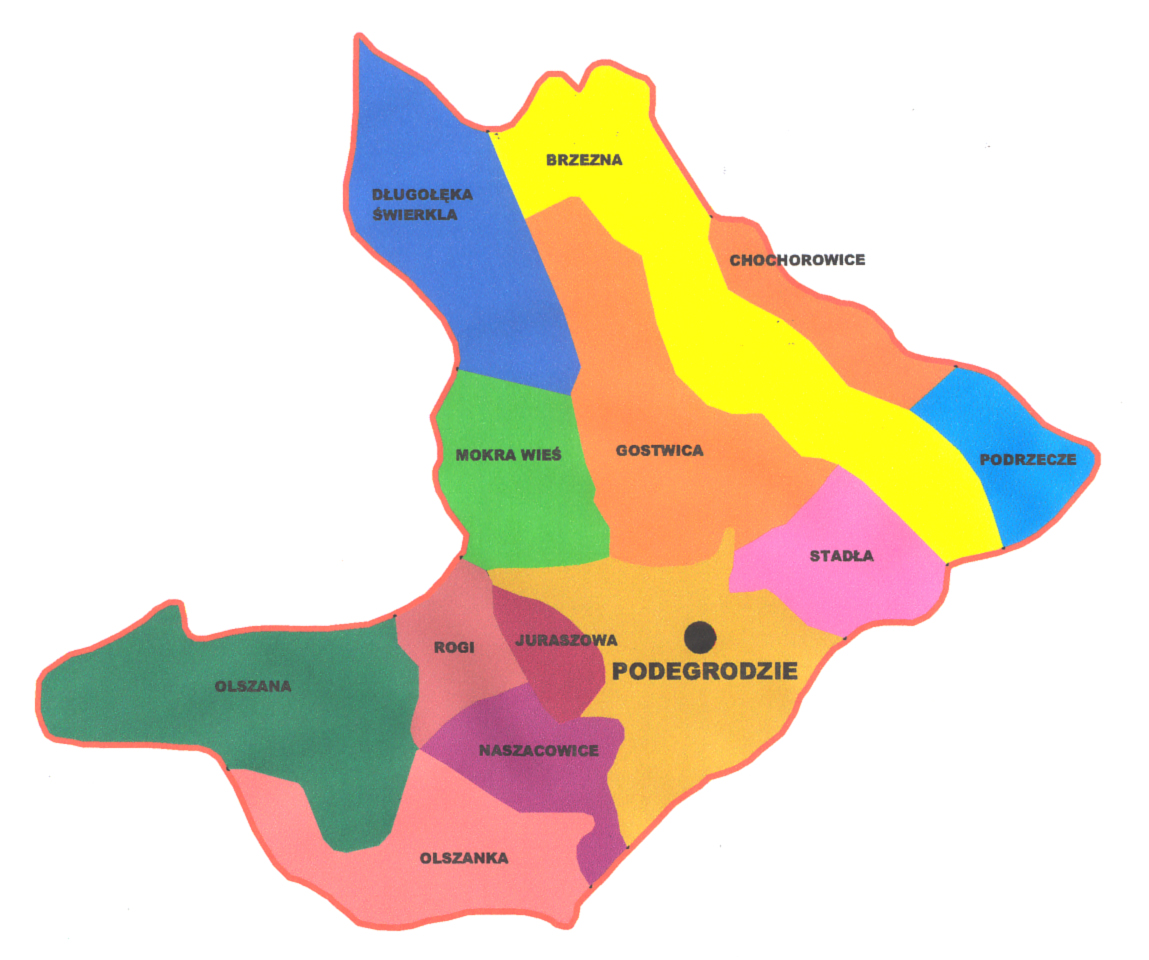 BRZEZNA
DŁUGOŁĘKA
ŚWIERKLA
CHOCHOROWICE
MOKRA WIEŚ
GOSTWICA
PODRZECZE
STADŁA
JURASZOWA
ROGI
PODEGRODZIE
OLSZANA
NASZACOWICE
OLSZANKA